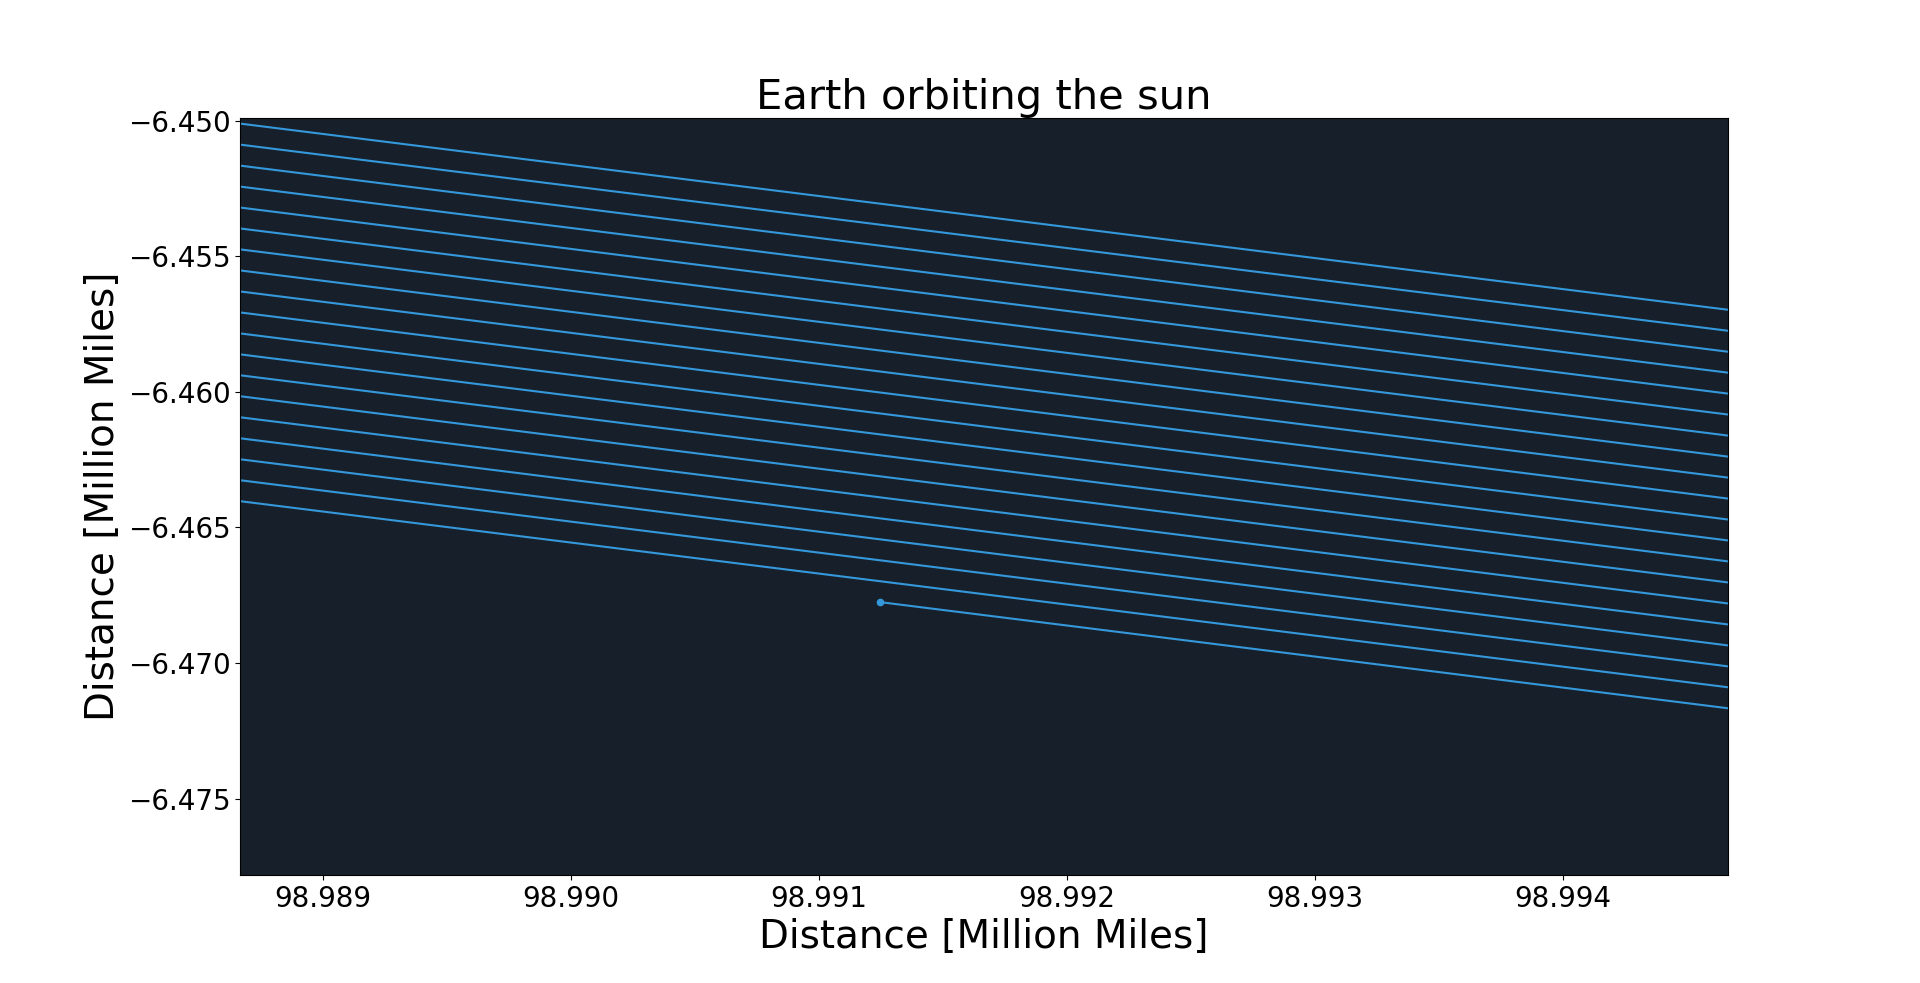 Earth orbiting the sun
Distance [Million Miles]
−6.450
−6.455
−6.460
−6.465
−6.470
−6.475
98.989 98.990 98.991 98.992 98.993 98.994
Distance [Million Miles]